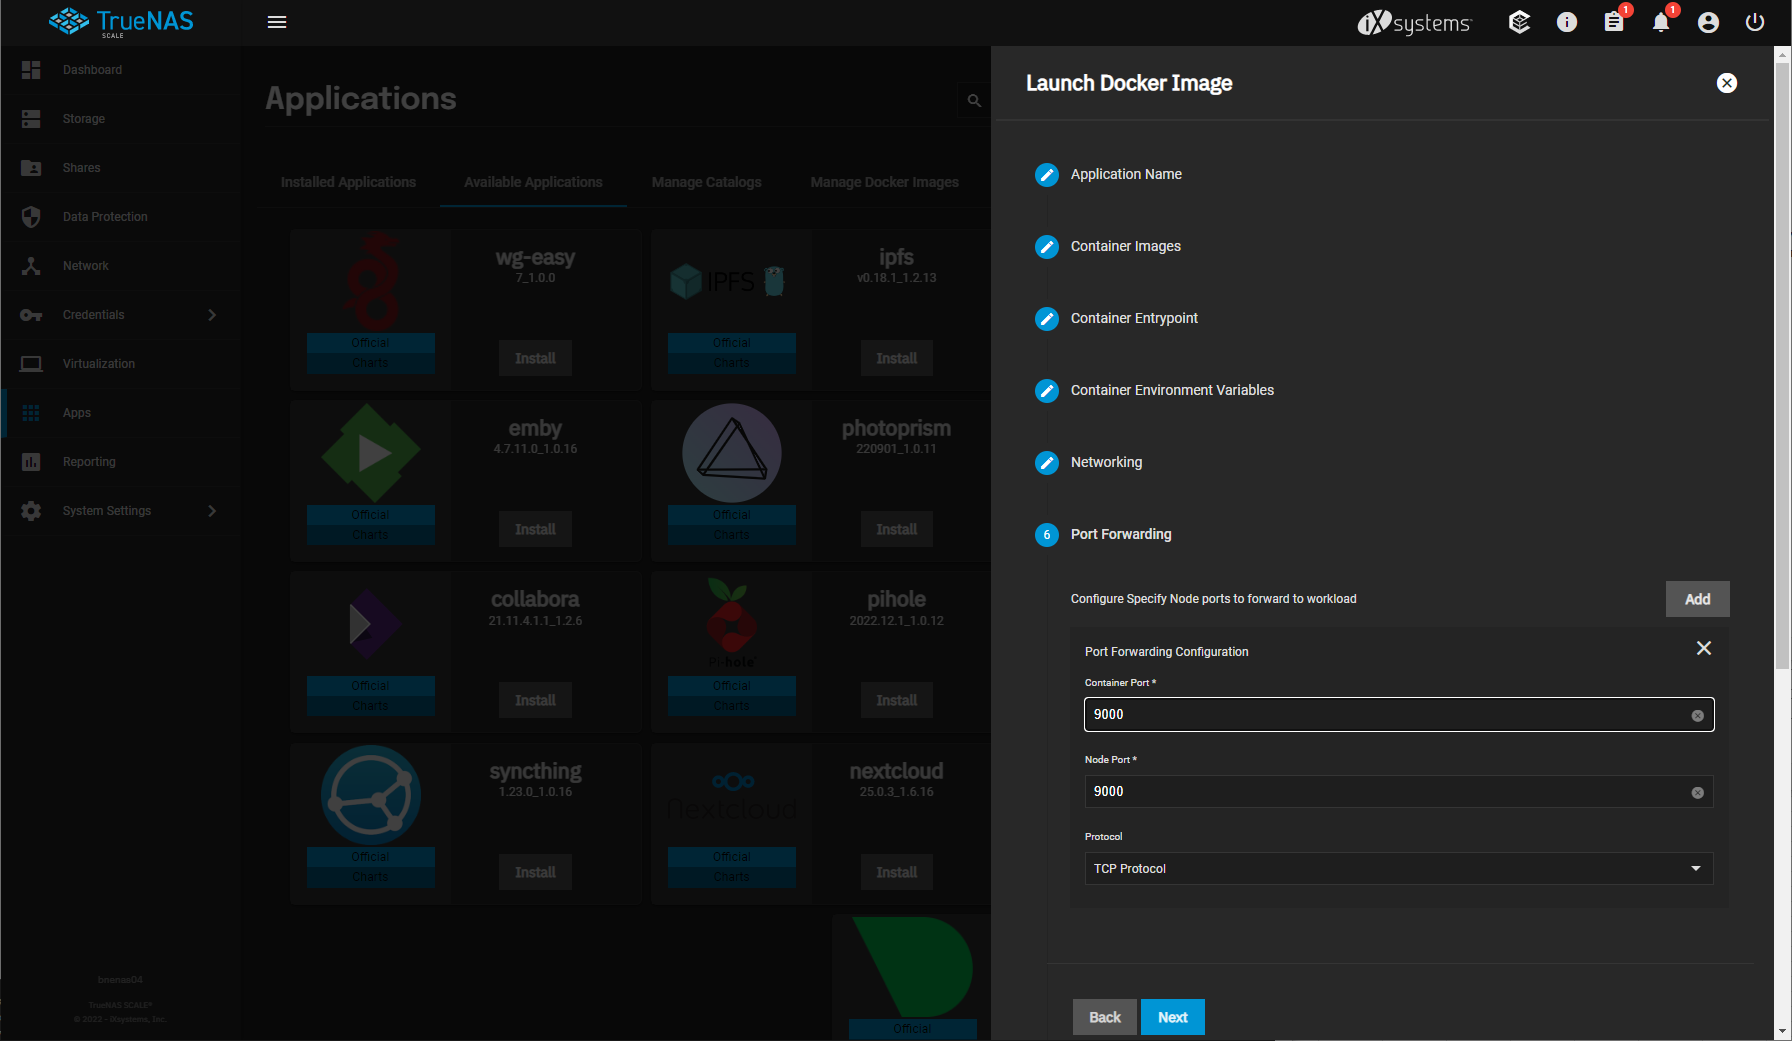 TrueNAS
SCALE
iXsystems
1
1
Dashboard
Storage
Shares
Data Protection
Network
Credentials
Virtualization
Apps
Reporting
System Settings
bnenas04
TrueNAS SCALE®
© 2022 - iXsystems, Inc.
Applications
Installed Applications
Available Applications
Manage Catalogs
Manage Docker Images
wg-easy
7_1.0.0
Official
Charts
Install
IPFS
ipfs
v0.18.1_1.2.13
Official
Charts
Install
emby
4.7.11.0_1.0.16
Official
Charts
Install
photoprism
220901_1.0.11
Official
Charts
Install
collabora
21.11.4.1.1_1.2.6
Official
Charts
Install
Pi-hole
pihole
2022.12.1_1.0.12
Official
Charts
Install
syncthing
1.23.0_1.0.16
Official
Charts
Install
Nextcloud
nextcloud
25.0.3_1.6.16
Official
Charts
Install
Official
Launch Docker Image
Application Name
Container Images
Container Entrypoint
Container Environment Variables
Networking
6
Port Forwarding
Configure Specify Node ports to forward to workload
Add
Port Forwarding Configuration
Container Port *
9000
Node Port *
9000
Protocol
TCP Protocol
Back
Next